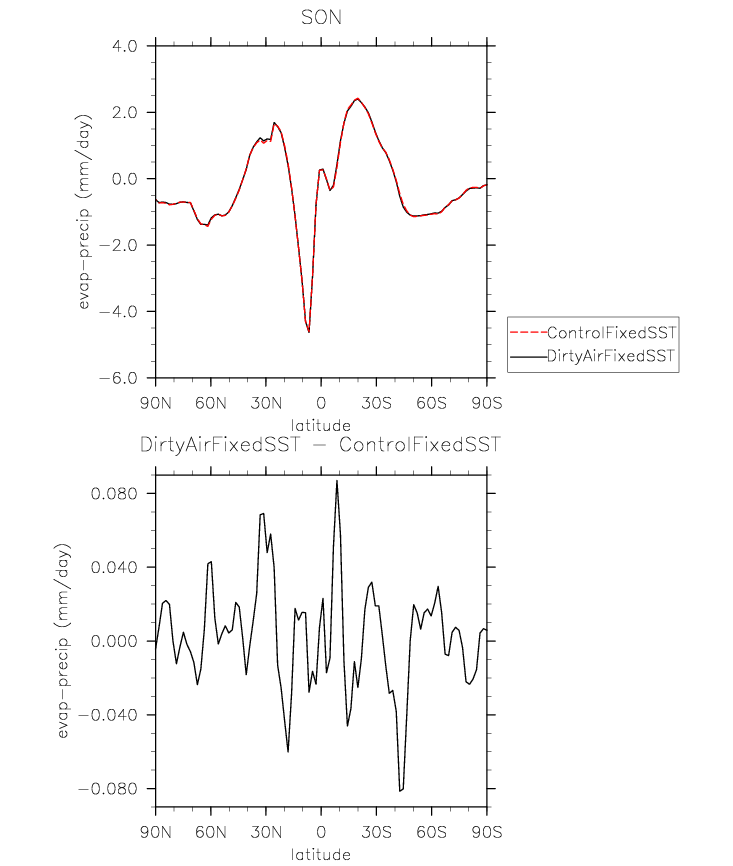 SON
4.0
2.0
0.0
−2.0
−4.0
−6.0
evap−precip (mm/day)
90N 60N 30N 0 30S 60S 90S
latitude
ControlFixedSST
DirtyAirFixedSST
DirtyAirFixedSST − ControlFixedSST
0.080
0.040
0.000
−0.040
−0.080
evap−precip (mm/day)
90N 60N 30N 0 30S 60S 90S
latitude